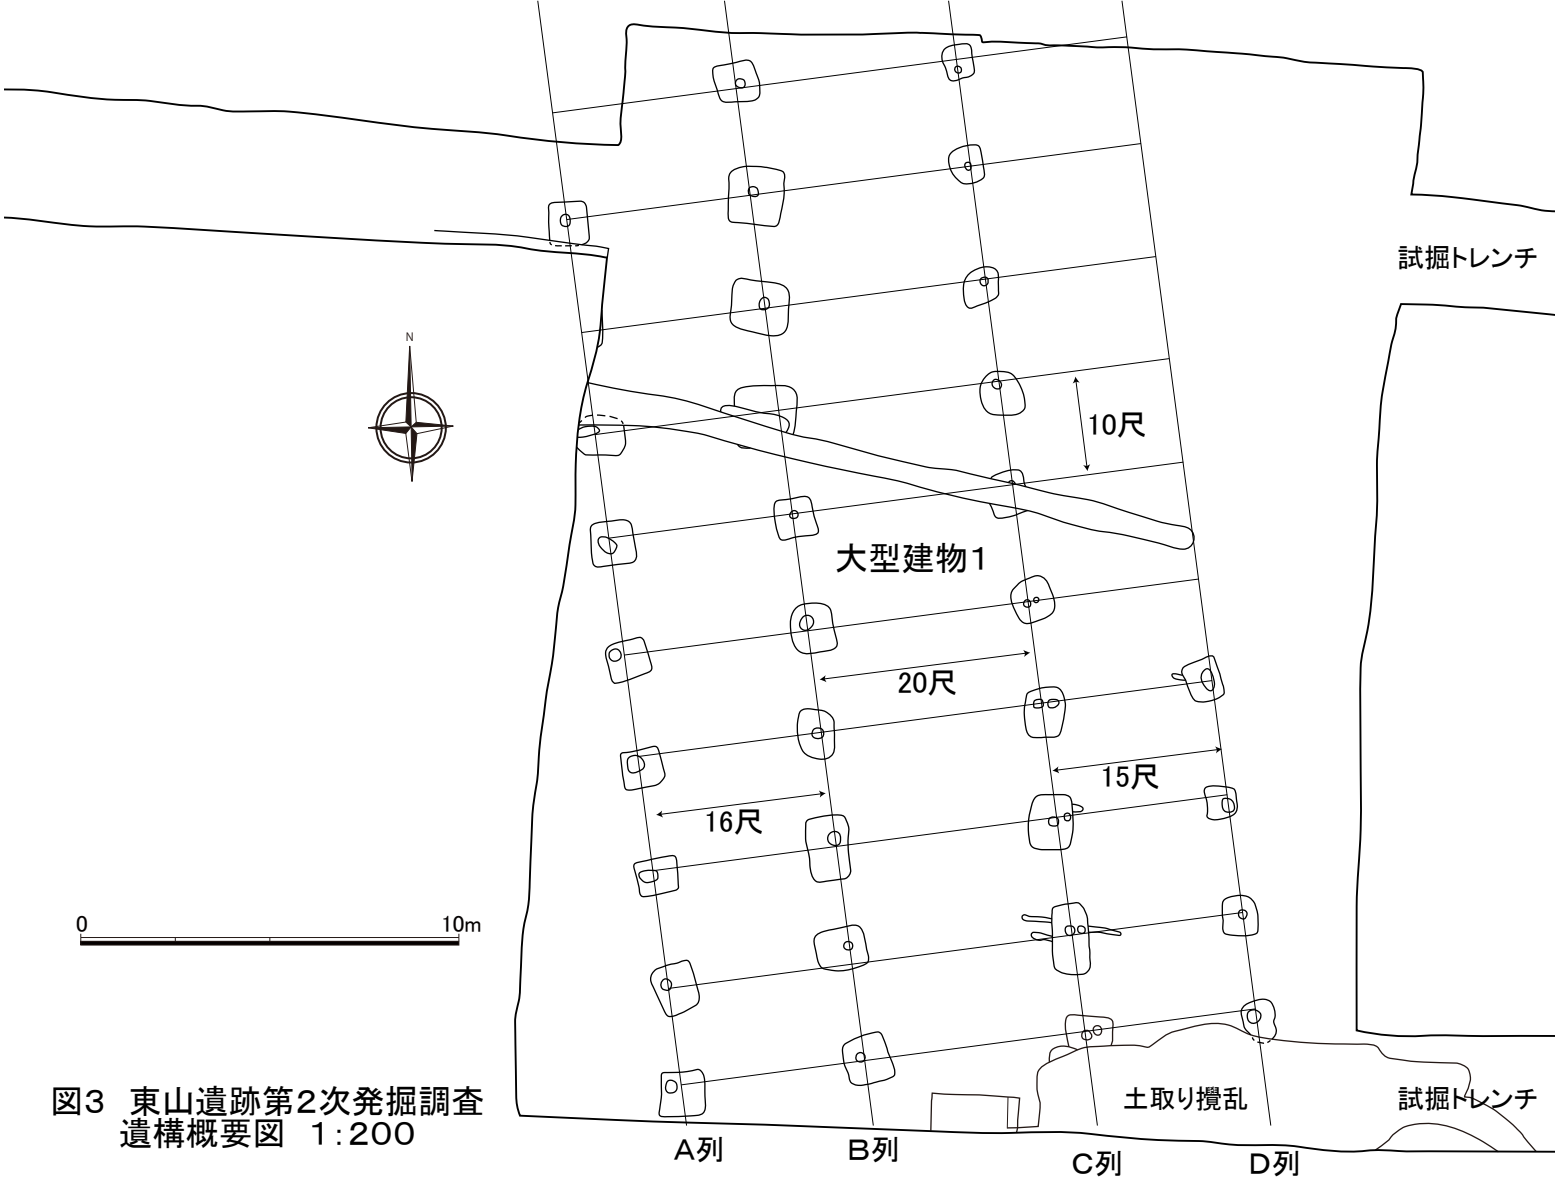 試掘トレンチ
N
10尺
大型建物1
20尺
15尺
16尺
0 10m
図3 東山遺跡第2次発掘調査
遺構概要図 1:200
土取り攪乱
試掘トレンチ
A列
B列
C列
D列